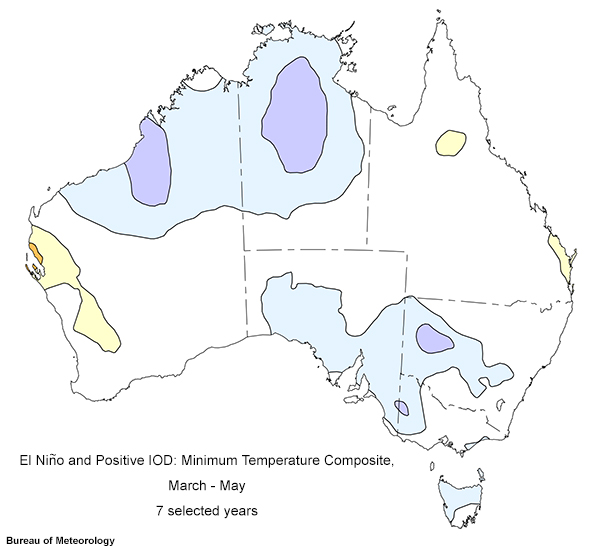 El Niño and Positive IOD: Minimum Temperature Composite,
March - May
7 selected years
Bureau of Meteorology